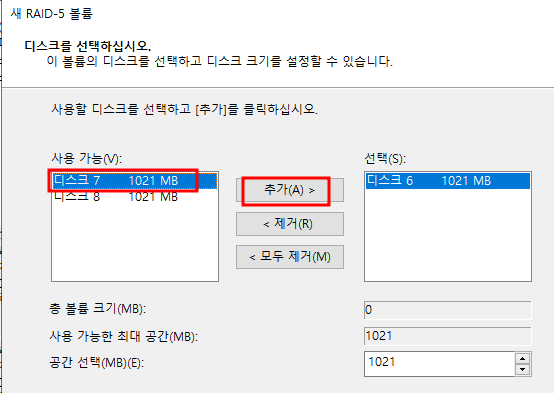 새 RAID-5 볼륨
디스크를 선택하십시오.
이 볼륨의 디스크를 선택하고 디스크 크기를 설정할 수 있습니다.
사용할 디스크를 선택하고 [추가]를 클릭하십시오.
사용 가능(V):
선택(S):
디스크 7 1021 MB
디스크 8 1021 MB
추가(A) >
< 제거(R)
< 모두 제거(M)
디스크 6 1021 MB
총 볼륨 크기(MB): 0
사용 가능한 최대 공간(MB): 1021
공간 선택(MB)(E): 1021